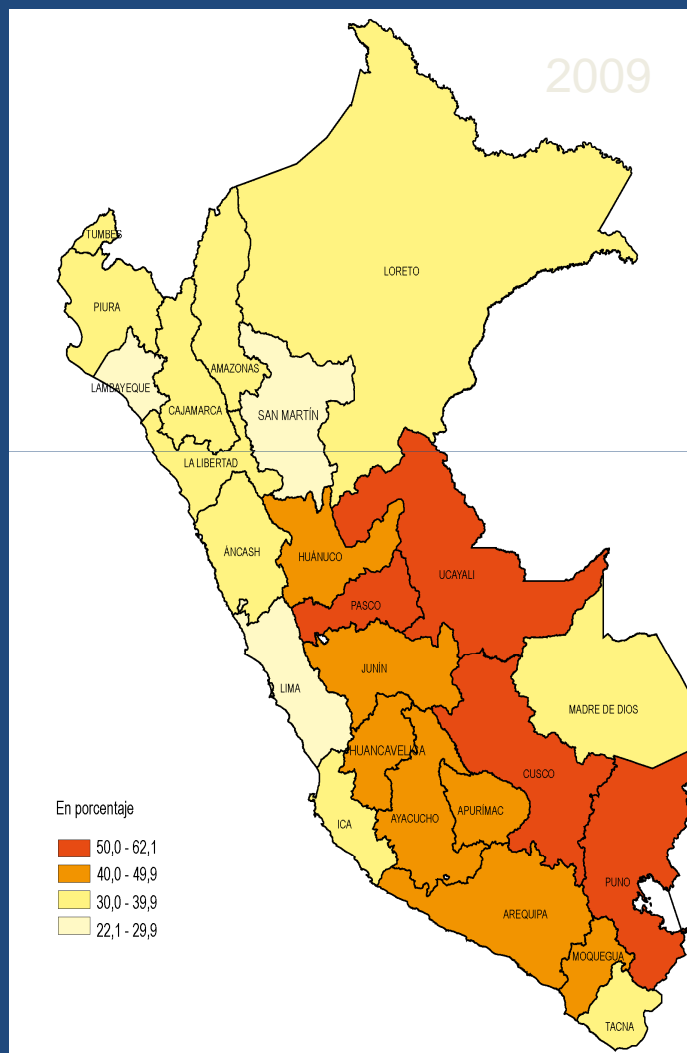 2009
TUMBES
LORETO
PIURA
AMAZONAS
LAMBAYEQUE
CAJAMARCA
SAN MARTÍN
LA LIBERTAD
ÁNCASH
HUÁNUCO
UCAYALI
PASCO
JUNÍN
LIMA
MADRE DE DIOS
HUANCAVELICA
CUSCO
APURÍMAC
AYACUCHO
ICA
PUNO
AREQUIPA
MOQUEGUA
TACNA
En porcentaje
50,0 - 62,1
40,0 - 49,9
30,0 - 39,9
22,1 - 29,9